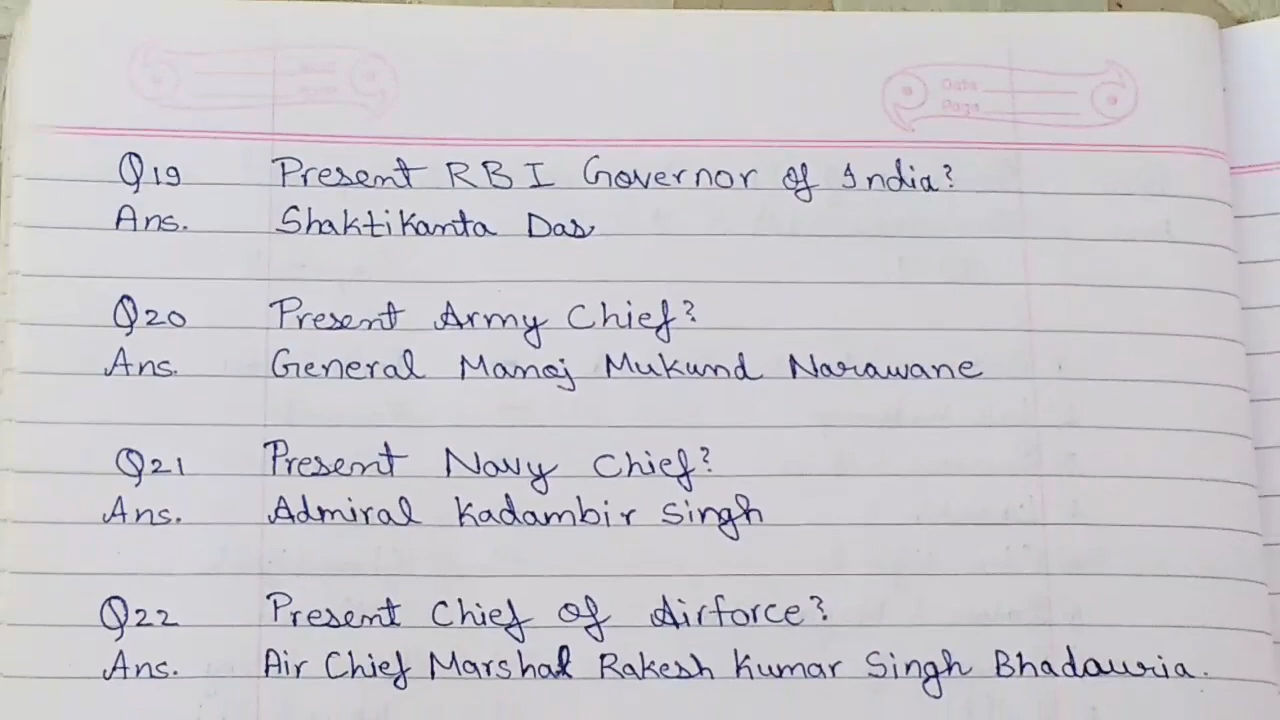 Date
Page
Q19 Present RBI Governor of India?
Ans. Shaktikanta Das
Q20 Present Army Chief?
Ans. General Manoj Mukund Narawane
Q21 Present Navy Chief?
Ans. Admiral Kadambir Singh
Q22 Present Chief of Airforce?
Ans. Air Chief Marshal Rakesh Kumar Singh Bhadauria.